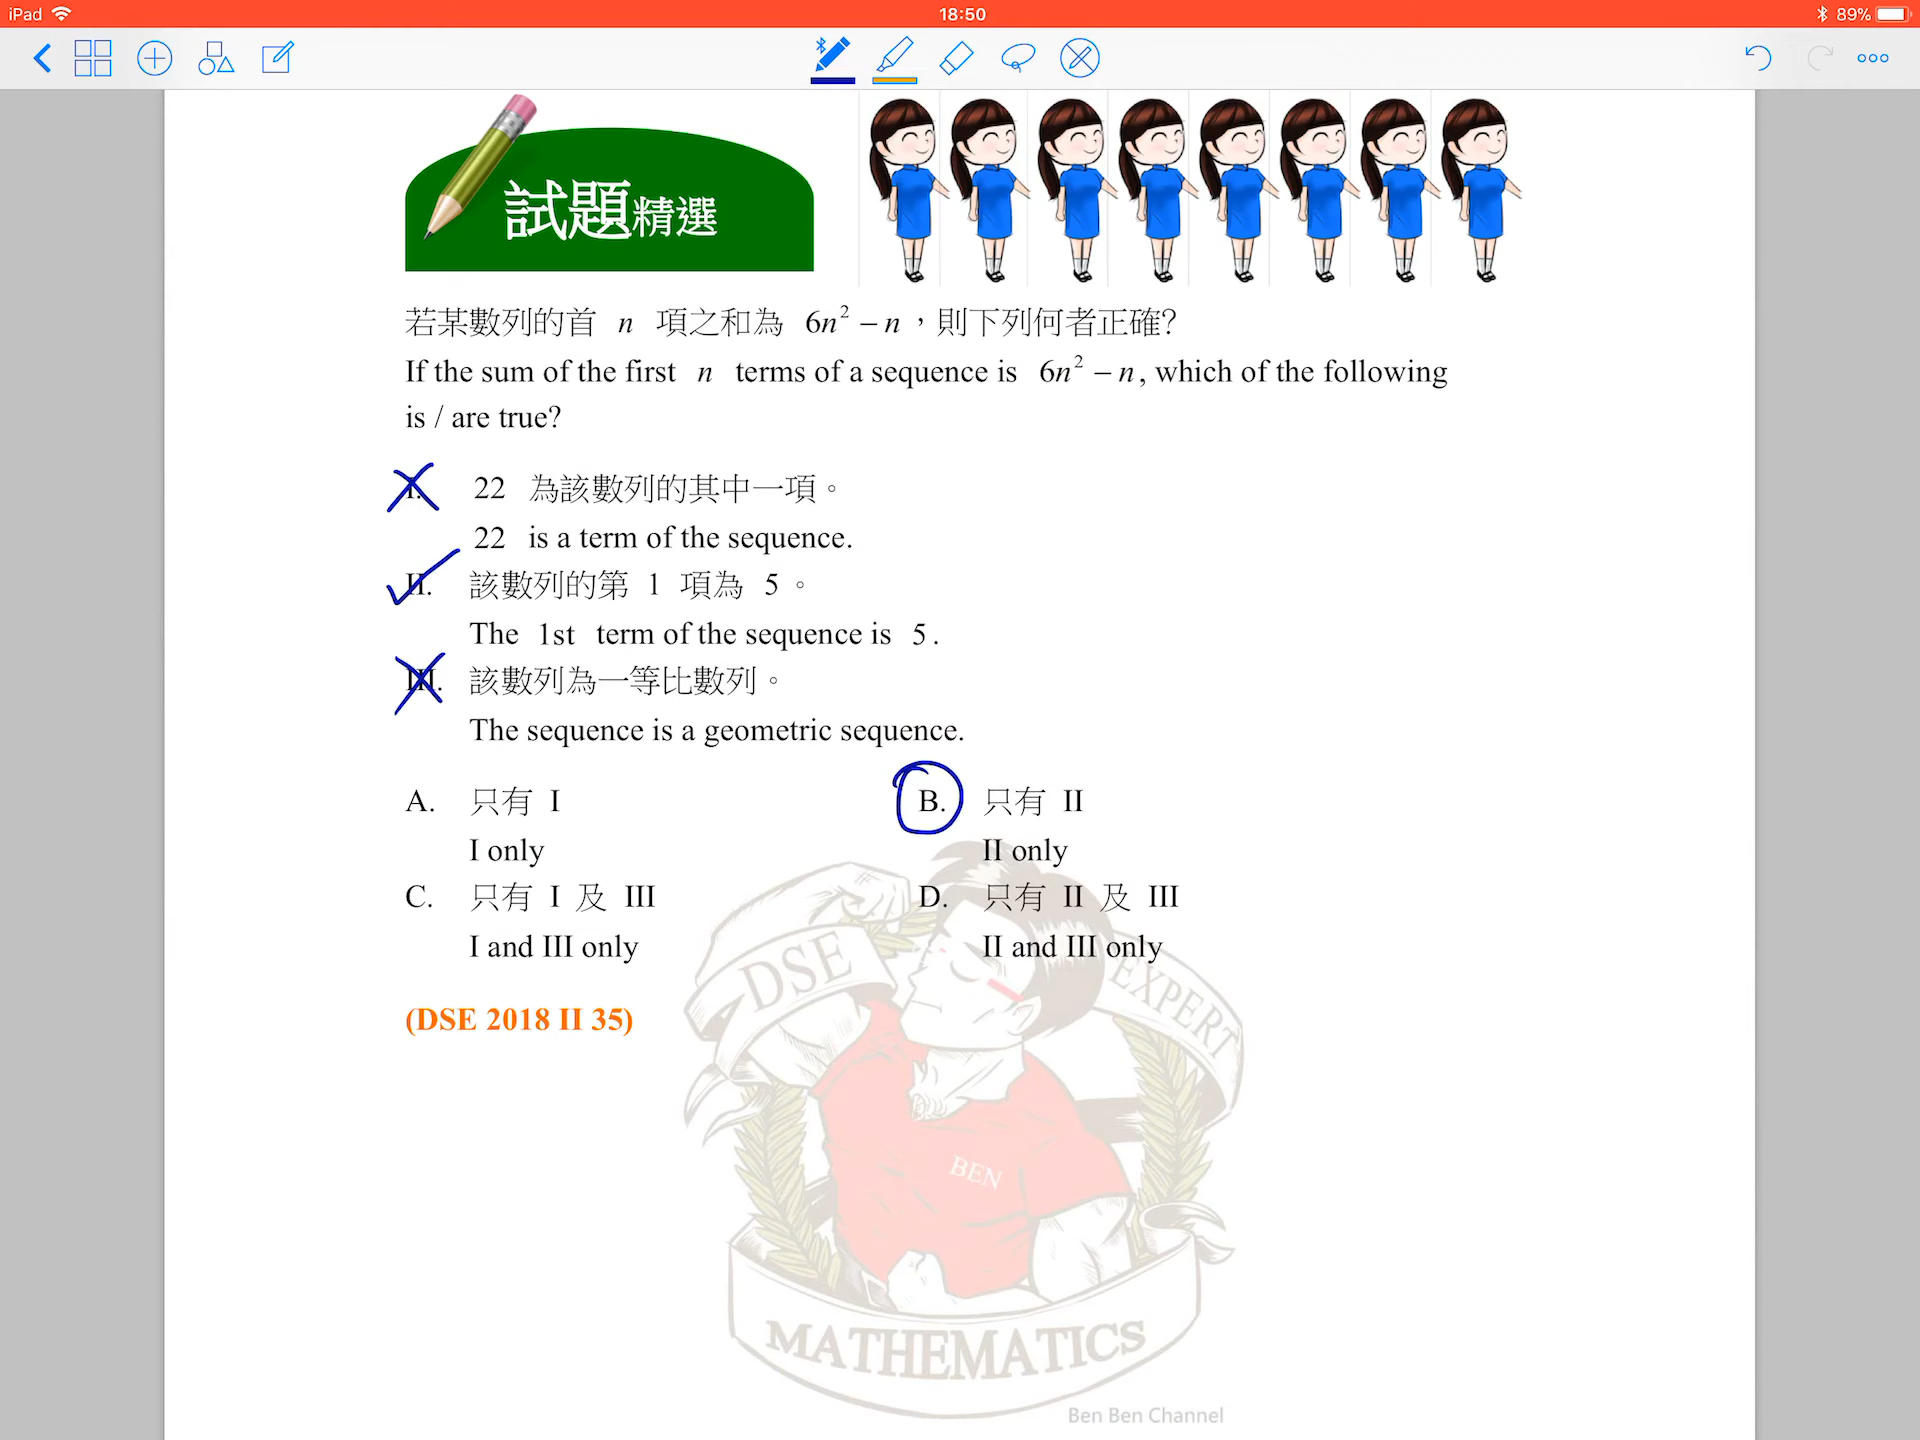 iPad
18:50
89%
試題精選
若某數列的首 n 項之和為 6n² − n，則下列何者正確?
If the sum of the first n terms of a sequence is 6n² − n, which of the following
is / are true?
I. 22 為該數列的其中一項。
22 is a term of the sequence.
II. 該數列的第 1 項為 5。
The 1st term of the sequence is 5.
III. 該數列為一等比數列。
The sequence is a geometric sequence.
A. 只有 I
I only
B. 只有 II
II only
C. 只有 I 及 III
I and III only
D. 只有 II 及 III
II and III only
(DSE 2018 II 35)
DSE EXPERT
BEN
MATHEMATICS
Ben Ben Channel